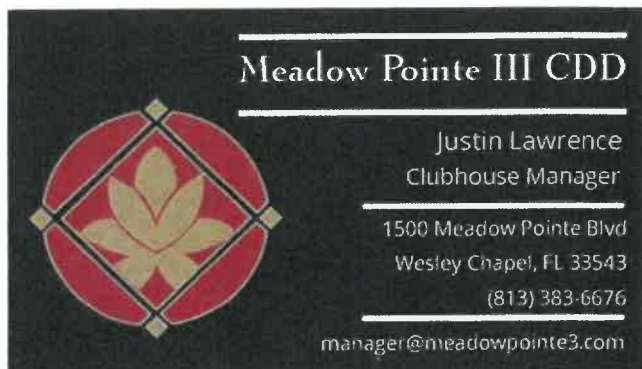 Meadow Pointe III CDD
Justin Lawrence
Clubhouse Manager
1500 Meadow Pointe Blvd
Wesley Chapel, FL 33543
(813) 383-6676
manager@meadowpointe3.com